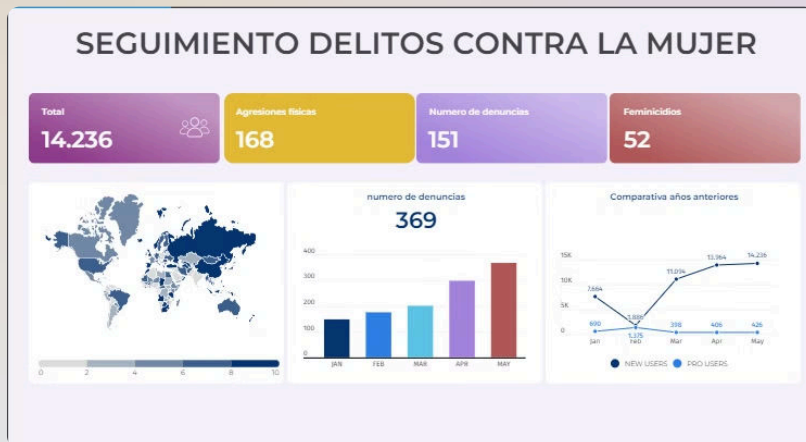 SEGUIMIENTO DELITOS CONTRA LA MUJER
Total
14.236
Agresiones físicas
168
Numero de denuncias
151
Feminicidios
52
0 2 4 6 8 10
numero de denuncias
369
400
300
200
100
0
JAN FEB MAR APR MAY
Comparativa años anteriores
15K
10K
5K
0
7,664
11,094
13,964
14,236
600
1,375
398
406
426
Jan Feb Mar Apr May
NEW USERS PRO USERS